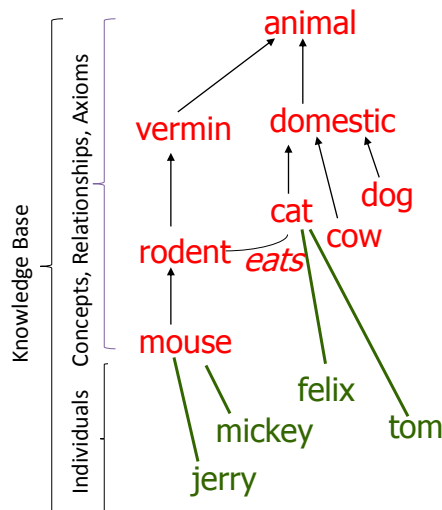 animal
vermin
domestic
dog
cat
cow
rodent
eats
mouse
felix
mickey
tom
jerry
Knowledge Base
Concepts, Relationships, Axioms
Individuals